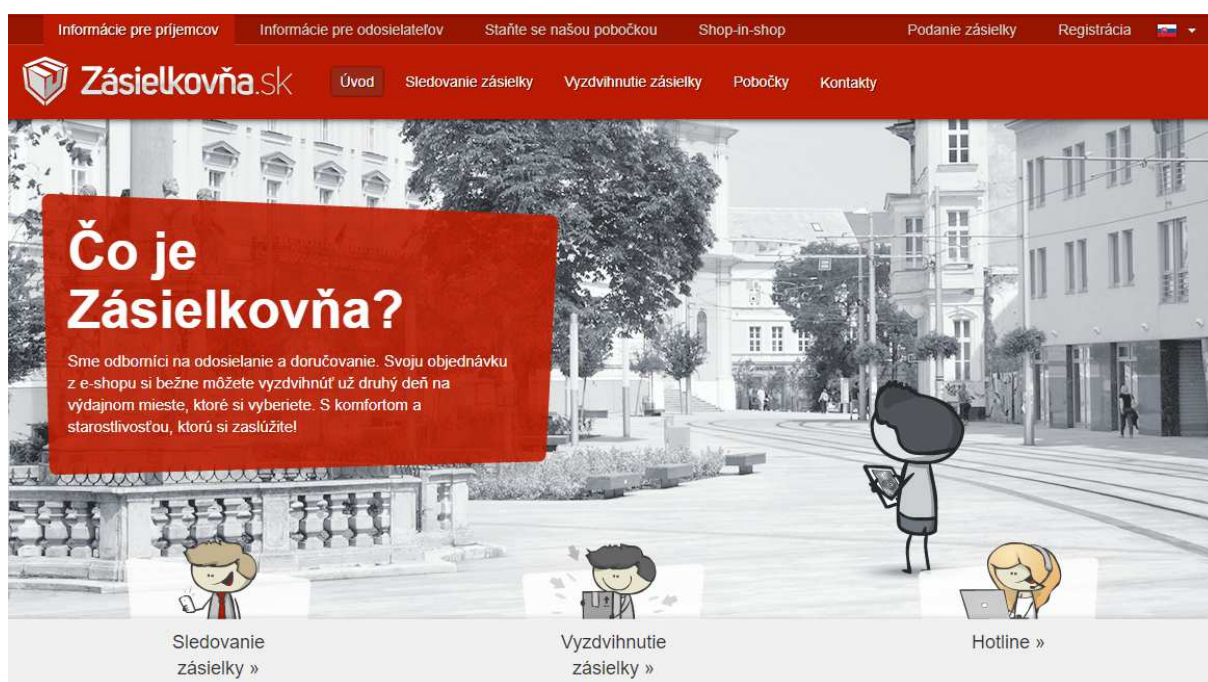 Informácie pre príjemcov Informácie pre odosielateľov Staňte se našou pobočkou Shop-in-shop Podanie zásielky Registrácia
Zásielkovňa.sk Úvod Sledovanie zásielky Vyzdvihnutie zásielky Pobočky Kontakty
Čo je
Zásielkovňa?
Sme odborníci na odosielanie a doručovanie. Svoju objednávku
z e-shopu si bežne môžete vyzdvihnúť už druhý deň na
výdajnom mieste, ktoré si vyberiete. S komfortom a
starostlivosťou, ktorú si zaslúžite!
Sledovanie
zásielky »
Vyzdvihnutie
zásielky »
Hotline »